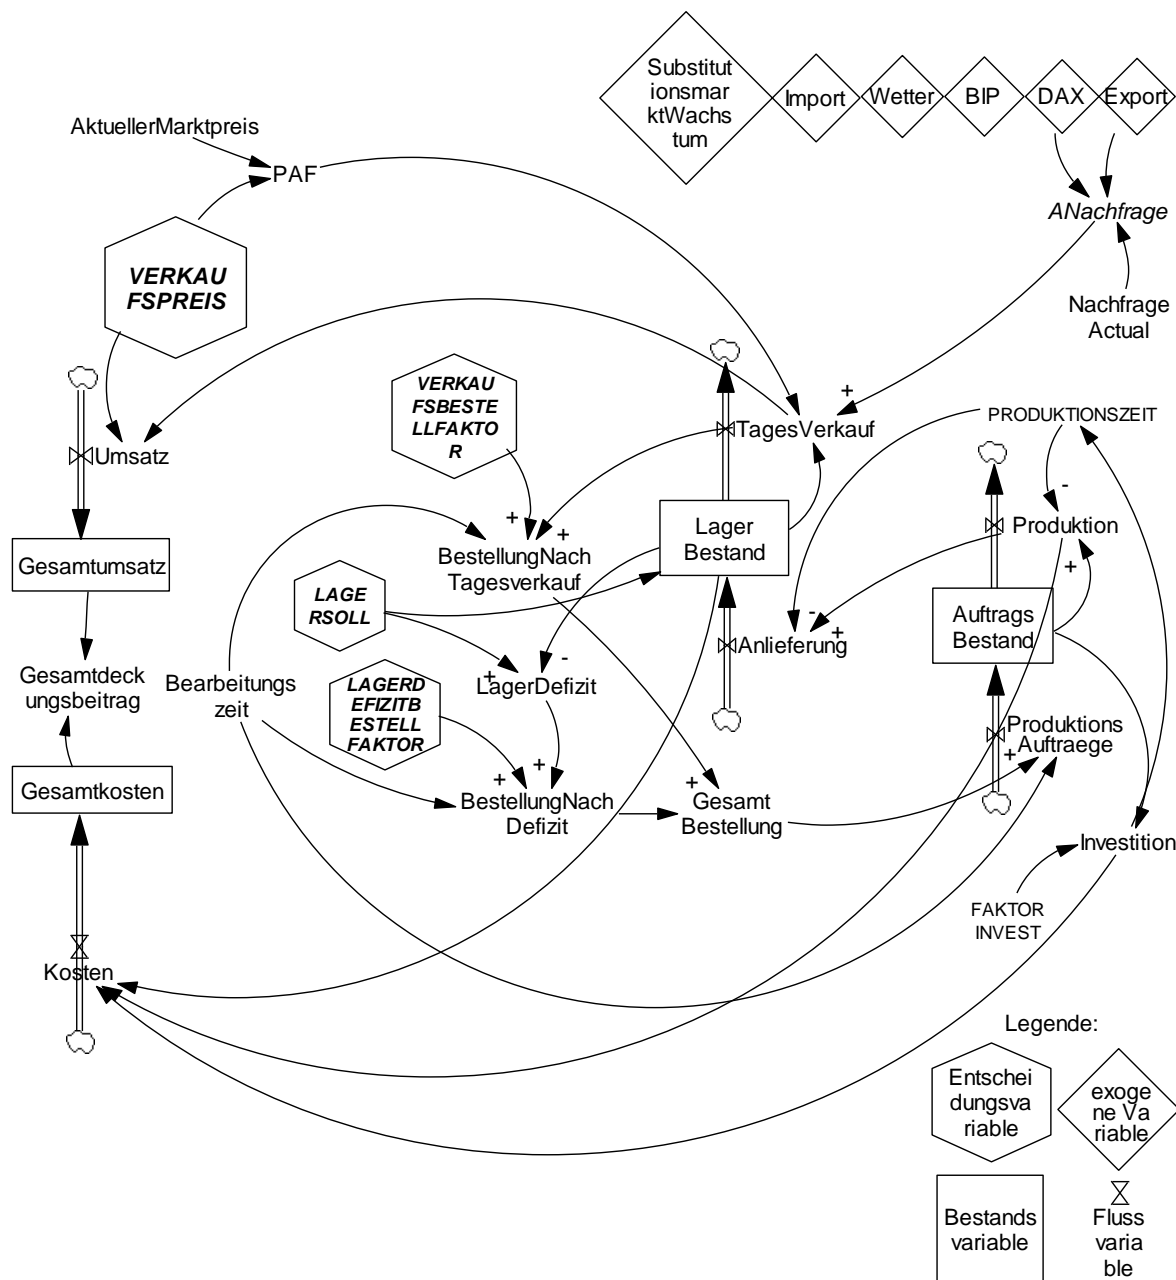 Substitut
ionsmar
ktWachs
tum
Import
Wetter
BIP
DAX
Export
AktuellerMarktpreis
PAF
ANachfrage
VERKAU
FSPREIS
Nachfrage
Actual
VERKAU
FSBESTE
LLFAKTO
R
+
TagesVerkauf
PRODUKTIONSZEIT
Umsatz
-
+
+
Lager
Bestand
Produktion
BestellungNach
Tagesverkauf
+
Gesamtumsatz
LAGE
RSOLL
-
+
Anlieferung
Auftrags
Bestand
Gesamtdeck
ungsbeitrag
Bearbeitungs
zeit
-
+
LagerDefizit
LAGERD
EFIZITB
ESTELL
FAKTOR
Produktions
Auftraege
+
+
+
+
Gesamtkosten
BestellungNach
Defizit
Gesamt
Bestellung
Investition
FAKTOR
INVEST
Kosten
Legende:
Entschei
dungsva
riable
exoge
ne Va
riable
Bestands
variable
Fluss
varia
ble